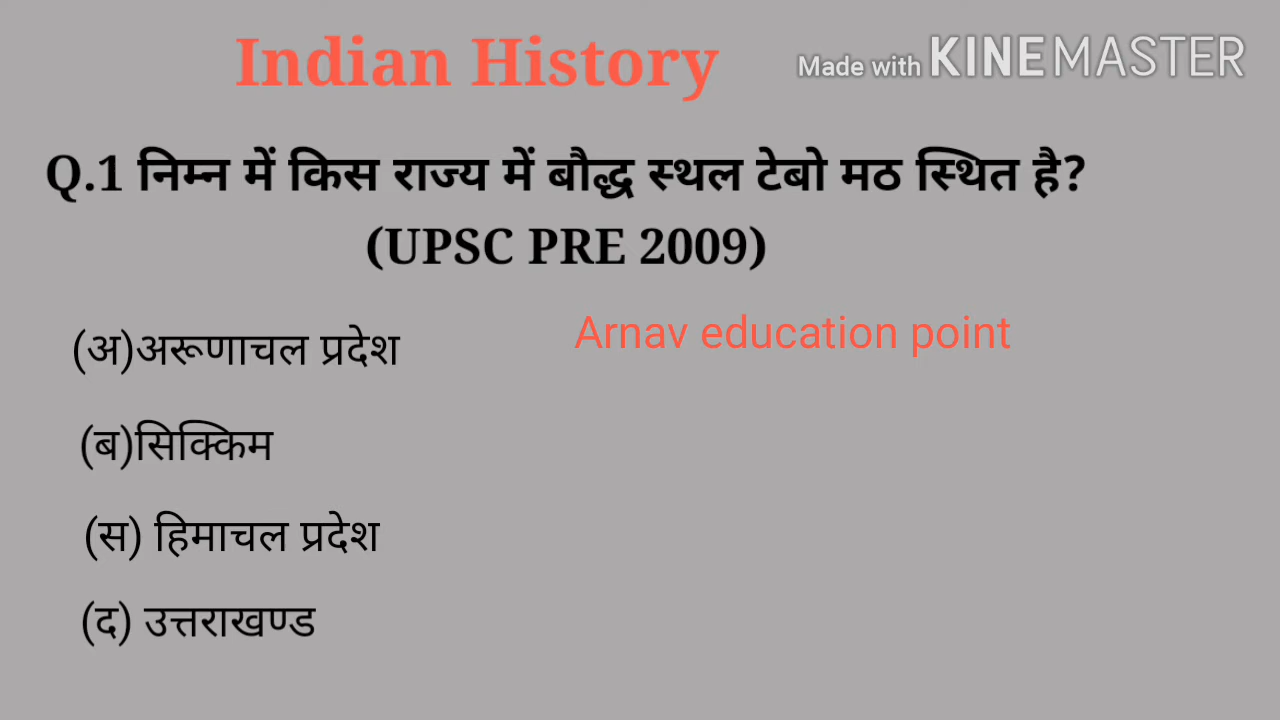 Indian History
Made with KINEMASTER
Q.1 निम्न में किस राज्य में बौद्ध स्थल टेबो मठ स्थित है?
(UPSC PRE 2009)
(अ)अरूणाचल प्रदेश
Arnav education point
(ब)सिक्किम
(स) हिमाचल प्रदेश
(द) उत्तराखण्ड